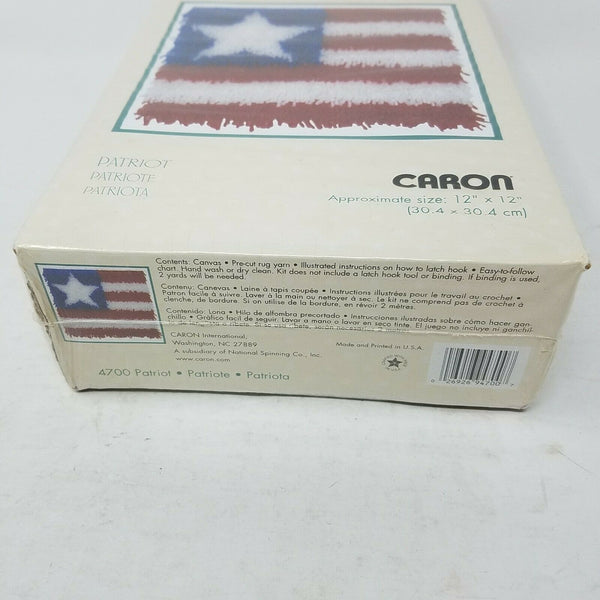 PATRIOT
PATRIOTE
PATRIOTA
CARON
Approximate size: 12" x 12"
(30.4 x 30.4 cm)
Contents: Canvas • Pre-cut rug yarn • Illustrated instructions on how to latch hook • Easy-to-follow
chart. Hand wash or dry clean. Kit does not include a latch hook tool or binding. If binding is used,
2 yards will be needed.
Contenu: Canevas • Laine à tapis coupée • Instructions illustrées pour le travail au crochet •
Patron facile à suivre. Laver à la main ou nettoyer à sec. Le kit ne comprend pas de crochet à
clenche, de bordure. Si on utilise de la bordure, en révoir 2 mètres.
Contenido: Lona • Hilo de alfombra precortado • Instrucciones ilustradas sobre cómo hacer gan-
chillo • Gráfico facil de seguir. Lavar a mano o lavar en seco tinte. El juego no incluye ni ganchil-
CARON International,
Washington, NC 27889
A subsidiary of National Spinning Co., Inc.
www.caron.com
Made and Printed in U.S.A.
4700 Patriot • Patriote • Patriota
0 26926 94700 7